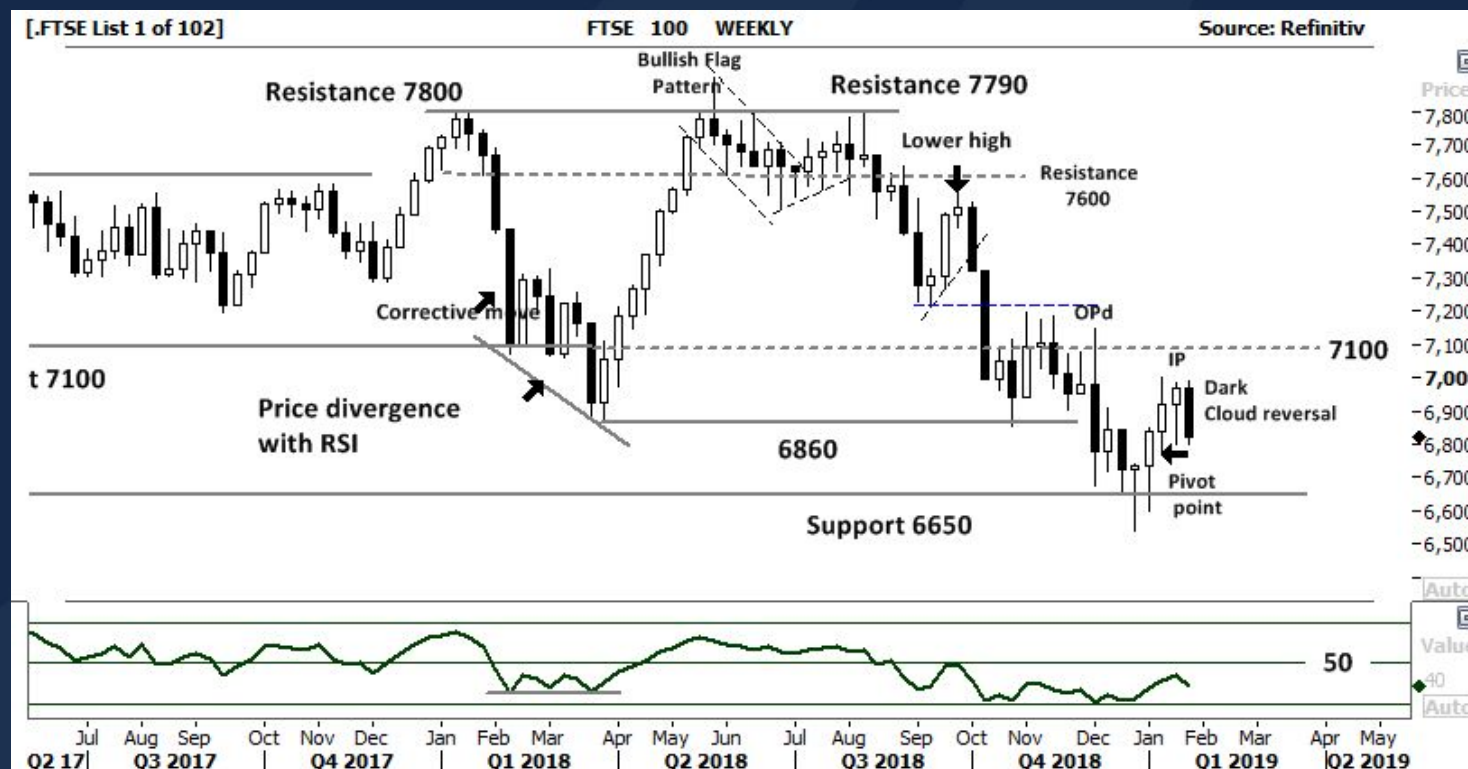 [.FTSE List 1 of 102] FTSE 100 WEEKLY Source: Refinitiv
Bullish Flag
Pattern
Resistance 7800
Resistance 7790
Price
7,800
7,700
7,600
7,500
7,400
7,300
7,200
7,100
7,00
6,900
6,800
6,700
6,600
6,500
Auto
Lower high
Resistance
7600
Corrective move
OPd
7100
t 7100
IP
Dark
Cloud reversal
Price divergence
with RSI
6860
Pivot
point
Support 6650
Value
50
40
Auto
Jul Aug Sep Oct Nov Dec Jan Feb Mar Apr May Jun Jul Aug Sep Oct Nov Dec Jan Feb Mar Apr May
Q2 17 Q3 2017 Q4 2017 Q1 2018 Q2 2018 Q3 2018 Q4 2018 Q1 2019 Q2 2019